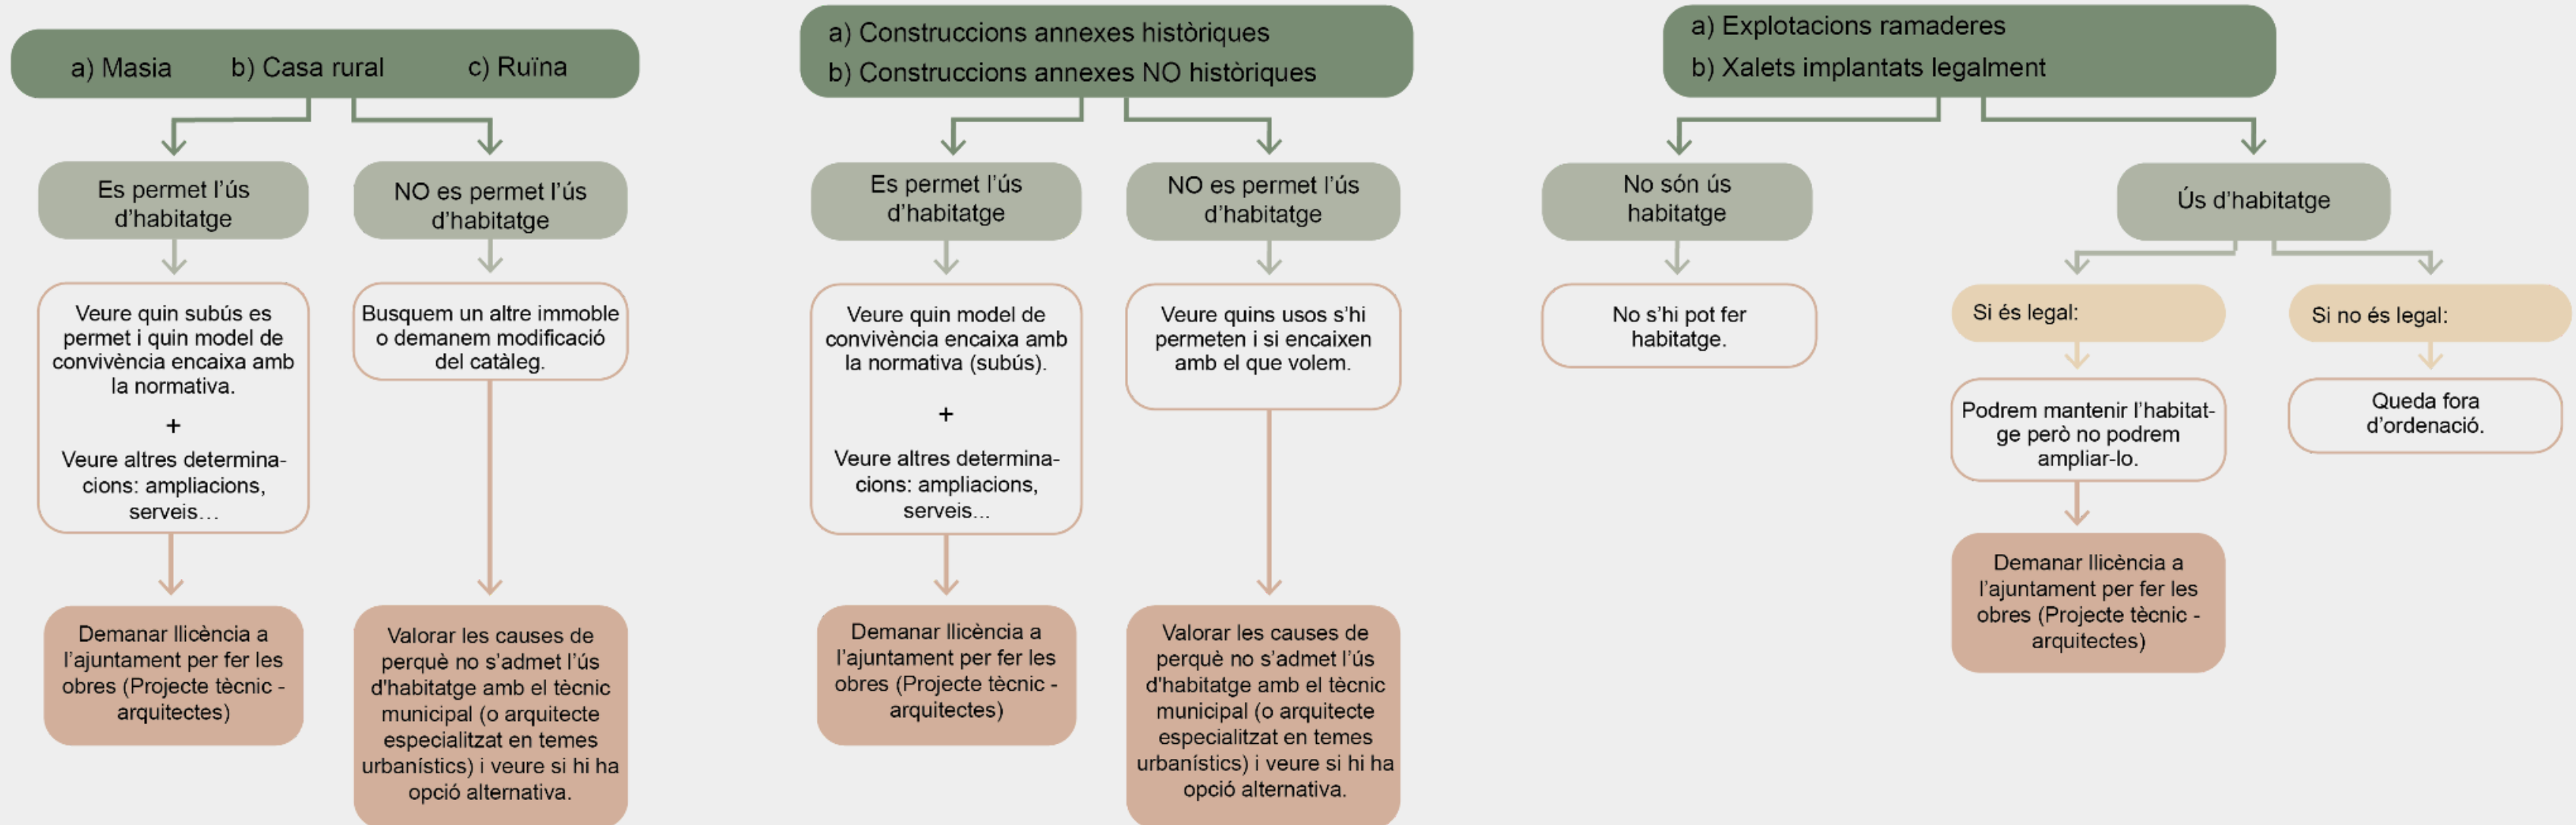 a) Masia b) Casa rural c) Ruïna
Es permet l'ús
d'habitatge
NO es permet l'ús
d'habitatge
Veure quin subús es
permet i quin model de
convivència encaixa amb
la normativa.
+
Veure altres determina-
cions: ampliacions,
serveis...
Busquem un altre immoble
o demanem modificació
del catàleg.
Demanar llicència a
l'ajuntament per fer les
obres (Projecte tècnic -
arquitectes)
Valorar les causes de
perquè no s'admet l'ús
d'habitatge amb el tècnic
municipal (o arquitecte
especialitzat en temes
urbanístics) i veure si hi ha
opció alternativa.
a) Construccions annexes històriques
b) Construccions annexes NO històriques
Es permet l'ús
d'habitatge
NO es permet l'ús
d'habitatge
Veure quin model de
convivència encaixa amb
la normativa (subús).
+
Veure altres determina-
cions: ampliacions,
serveis...
Veure quins usos s'hi
permeten i si encaixen
amb el que volem.
Demanar llicència a
l'ajuntament per fer les
obres (Projecte tècnic -
arquitectes)
Valorar les causes de
perquè no s'admet l'ús
d'habitatge amb el tècnic
municipal (o arquitecte
especialitzat en temes
urbanístics) i veure si hi ha
opció alternativa.
a) Explotacions ramaderes
b) Xalets implantats legalment
No són ús
habitatge
Ús d'habitatge
No s'hi pot fer
habitatge.
Si és legal:
Si no és legal:
Podrem mantenir l'habitat-
ge però no podrem
ampliar-lo.
Queda fora
d'ordenació.
Demanar llicència a
l'ajuntament per fer les
obres (Projecte tècnic -
arquitectes)